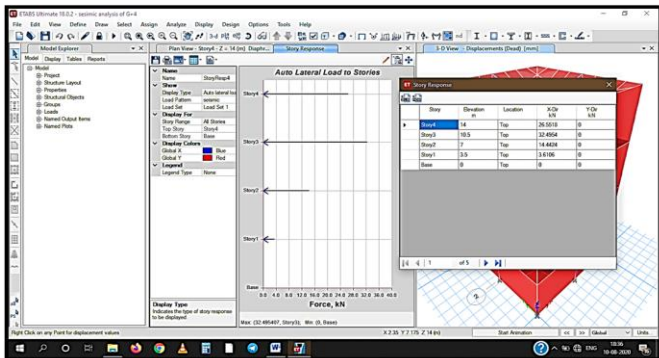 ETABS Ultimate 18.0.2 - seismic analysis of G+4
File Edit View Define Draw Select Assign Analyze Display Design Options Tools Help
Model Explorer
Plan View - Story4 - Z = 14 (m) Diaphr...
Story Response
3-D View - Displacements (Dead) [mm]
Model Display Tables Reports
Model
Project
Structure Layout
Properties
Structural Objects
Groups
Loads
Named Output Items
Named Plots
Name
Name StoryResp4
Show
Display Type Auto lateral loa
Load Pattern seismic
Load Set Load Set 1
Display For
Story Range All Stories
Top Story Story4
Bottom Story Base
Display Colors
Global X Blue
Global Y Red
Legend
Legend Type None
Display Type
Indicates the type of story response to be displayed
Auto Lateral Load to Stories
Story4
Story3
Story2
Story1
Base
0.0 4.0 8.0 12.0 16.0 20.0 24.0 28.0 32.0 36.0 40.0
Force, kN
Max: (32.495407, Story3); Min: (0, Base)
Story Response
Story Elevation m Location X-Dir kN Y-Dir kN
Story4 14 Top 26.5518 0
Story3 10.5 Top 32.4954 0
Story2 7 Top 14.4424 0
Story1 3.5 Top 3.6106 0
Base 0 Top 0 0
1 of 5
Right Click on any Point for displacement values
X 2.35 Y 7.175 Z 14 (m)
Start Animation
<< >> Global Units...
ENG 18:36
10-08-2020